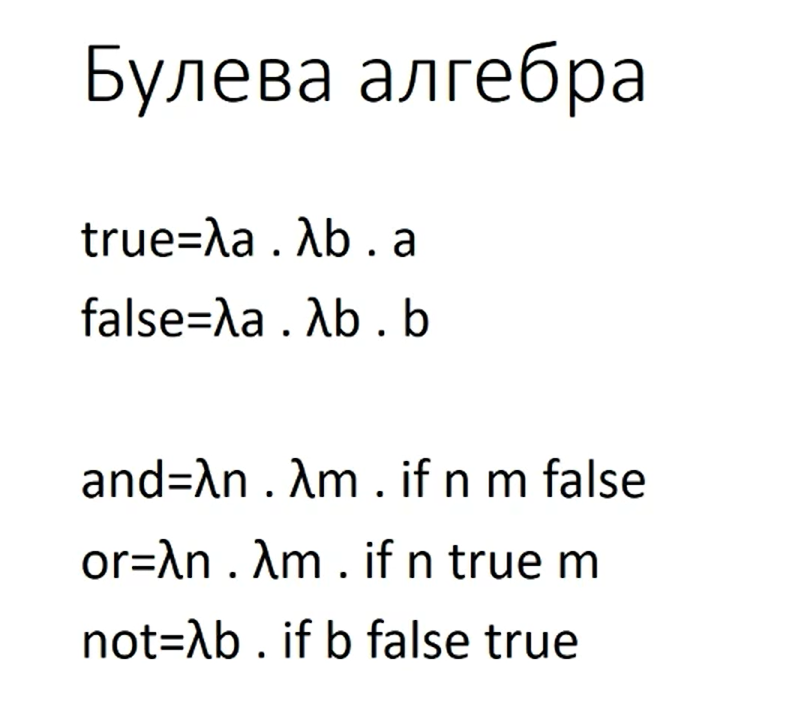 Булева алгебра
true=λa . λb . a
false=λa . λb . b
and=λn . λm . if n m false
or=λn . λm . if n true m
not=λb . if b false true